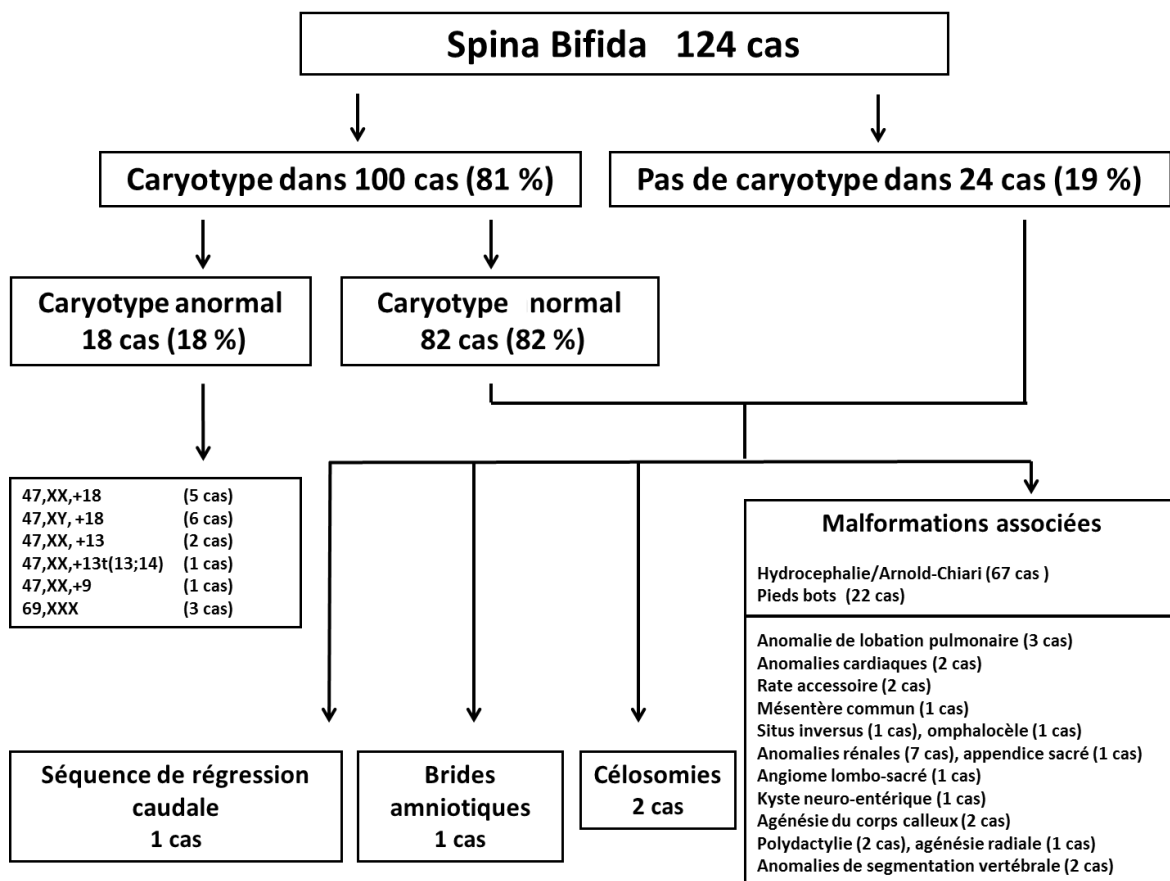 Spina Bifida 124 cas
Caryotype dans 100 cas (81 %)
Pas de caryotype dans 24 cas (19 %)
Caryotype anormal
18 cas (18 %)
Caryotype normal
82 cas (82 %)
47,XX,+18 (5 cas)
47,XY, +18 (6 cas)
47,XX, +13 (2 cas)
47,XX,+13t(13;14) (1 cas)
47,XX,+9 (1 cas)
69,XXX (3 cas)
Malformations associées
Hydrocephalie/Arnold-Chiari (67 cas )
Pieds bots (22 cas)
Anomalie de lobation pulmonaire (3 cas)
Anomalies cardiaques (2 cas)
Rate accessoire (2 cas)
Mésentère commun (1 cas)
Situs inversus (1 cas), omphalocèle (1 cas)
Anomalies rénales (7 cas), appendice sacré (1 cas)
Angiome lombo-sacré (1 cas)
Kyste neuro-entérique (1 cas)
Agénésie du corps calleux (2 cas)
Polydactylie (2 cas), agénésie radiale (1 cas)
Anomalies de segmentation vertébrale (2 cas)
Séquence de régression
caudale
1 cas
Brides
amniotiques
1 cas
Célosomies
2 cas